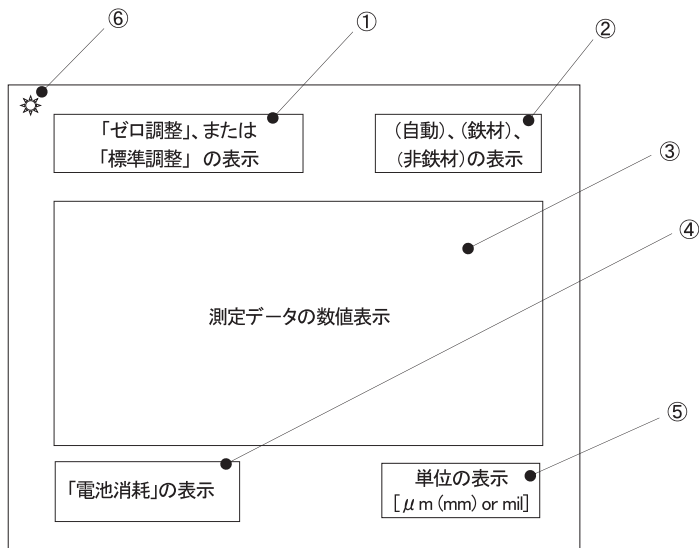 ⑥
①
②
「ゼロ調整」、または
「標準調整」 の表示
(自動)、(鉄材)、
(非鉄材)の表示
③
④
測定データの数値表示
⑤
「電池消耗」の表示
単位の表示
[μm (mm) or mil]